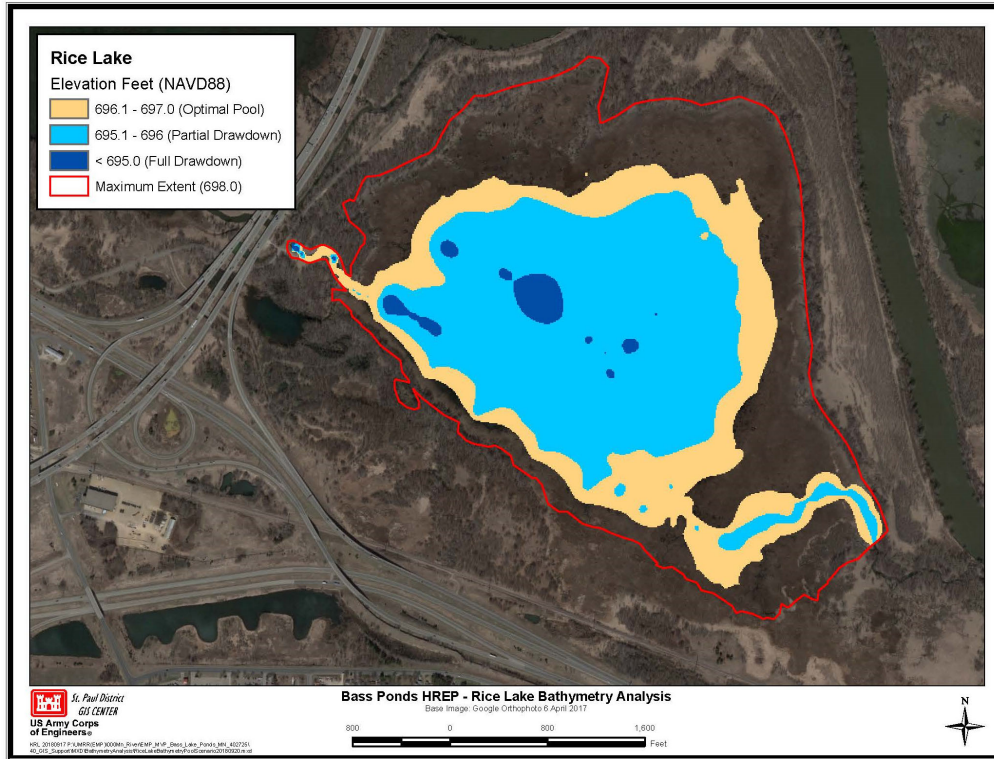 Rice Lake
Elevation Feet (NAVD88)
696.1 - 697.0 (Optimal Pool)
695.1 - 696 (Partial Drawdown)
< 695.0 (Full Drawdown)
Maximum Extent (698.0)
St. Paul District
GIS CENTER
US Army Corps
of Engineers®
Bass Ponds HREP - Rice Lake Bathymetry Analysis
Base Image: Google Orthophoto 6 April 2017
800 0 800 1,600
Feet
N